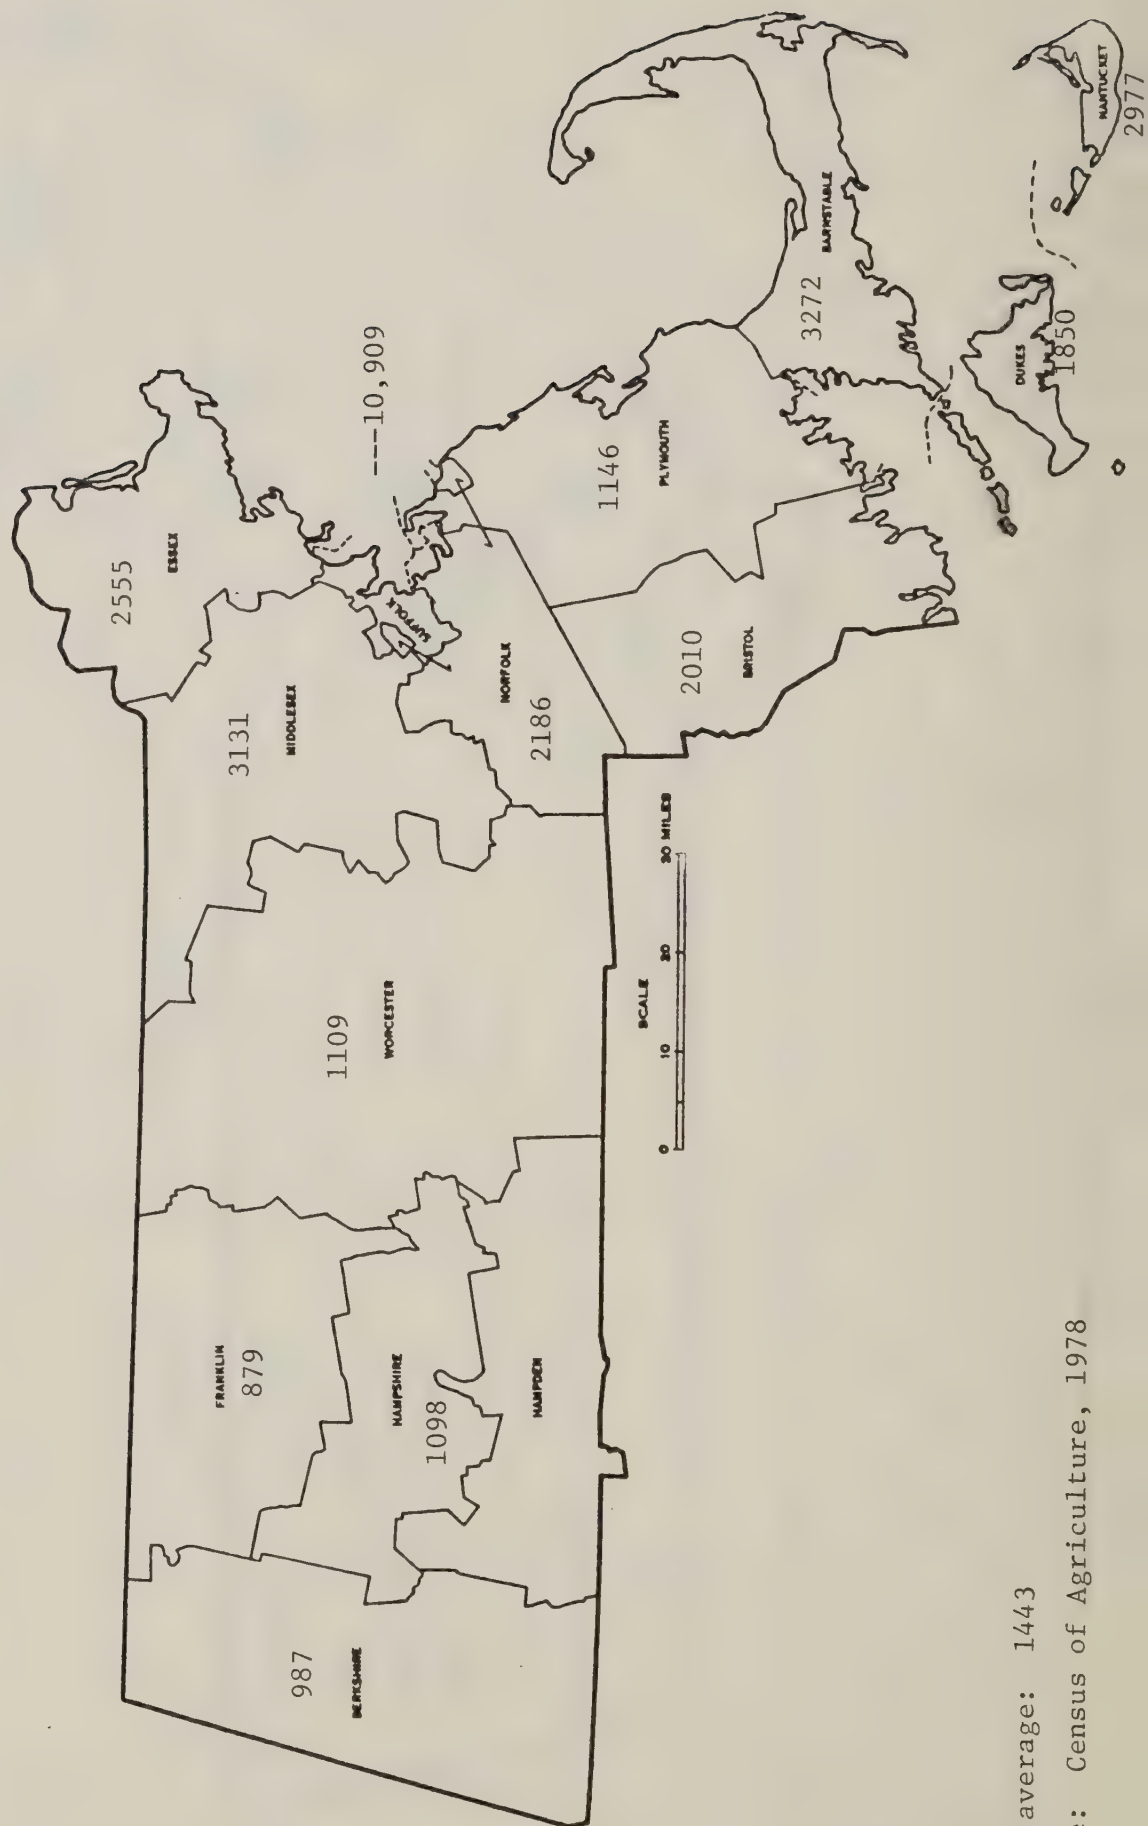 2555
ESSEX
3131
MIDDLESEX
---10,909
SUFFOLK
NORFOLK
2186
FRANKLIN
879
1109
WORCESTER
987
BERKSHIRE
HAMPSHIRE
1098
HAMPDEN
1146
PLYMOUTH
2010
BRISTOL
3272
BARNSTABLE
DUKES
1850
NANTUCKET
2977
SCALE
0 10 20 30 MILES
average: 1443
: Census of Agriculture, 1978